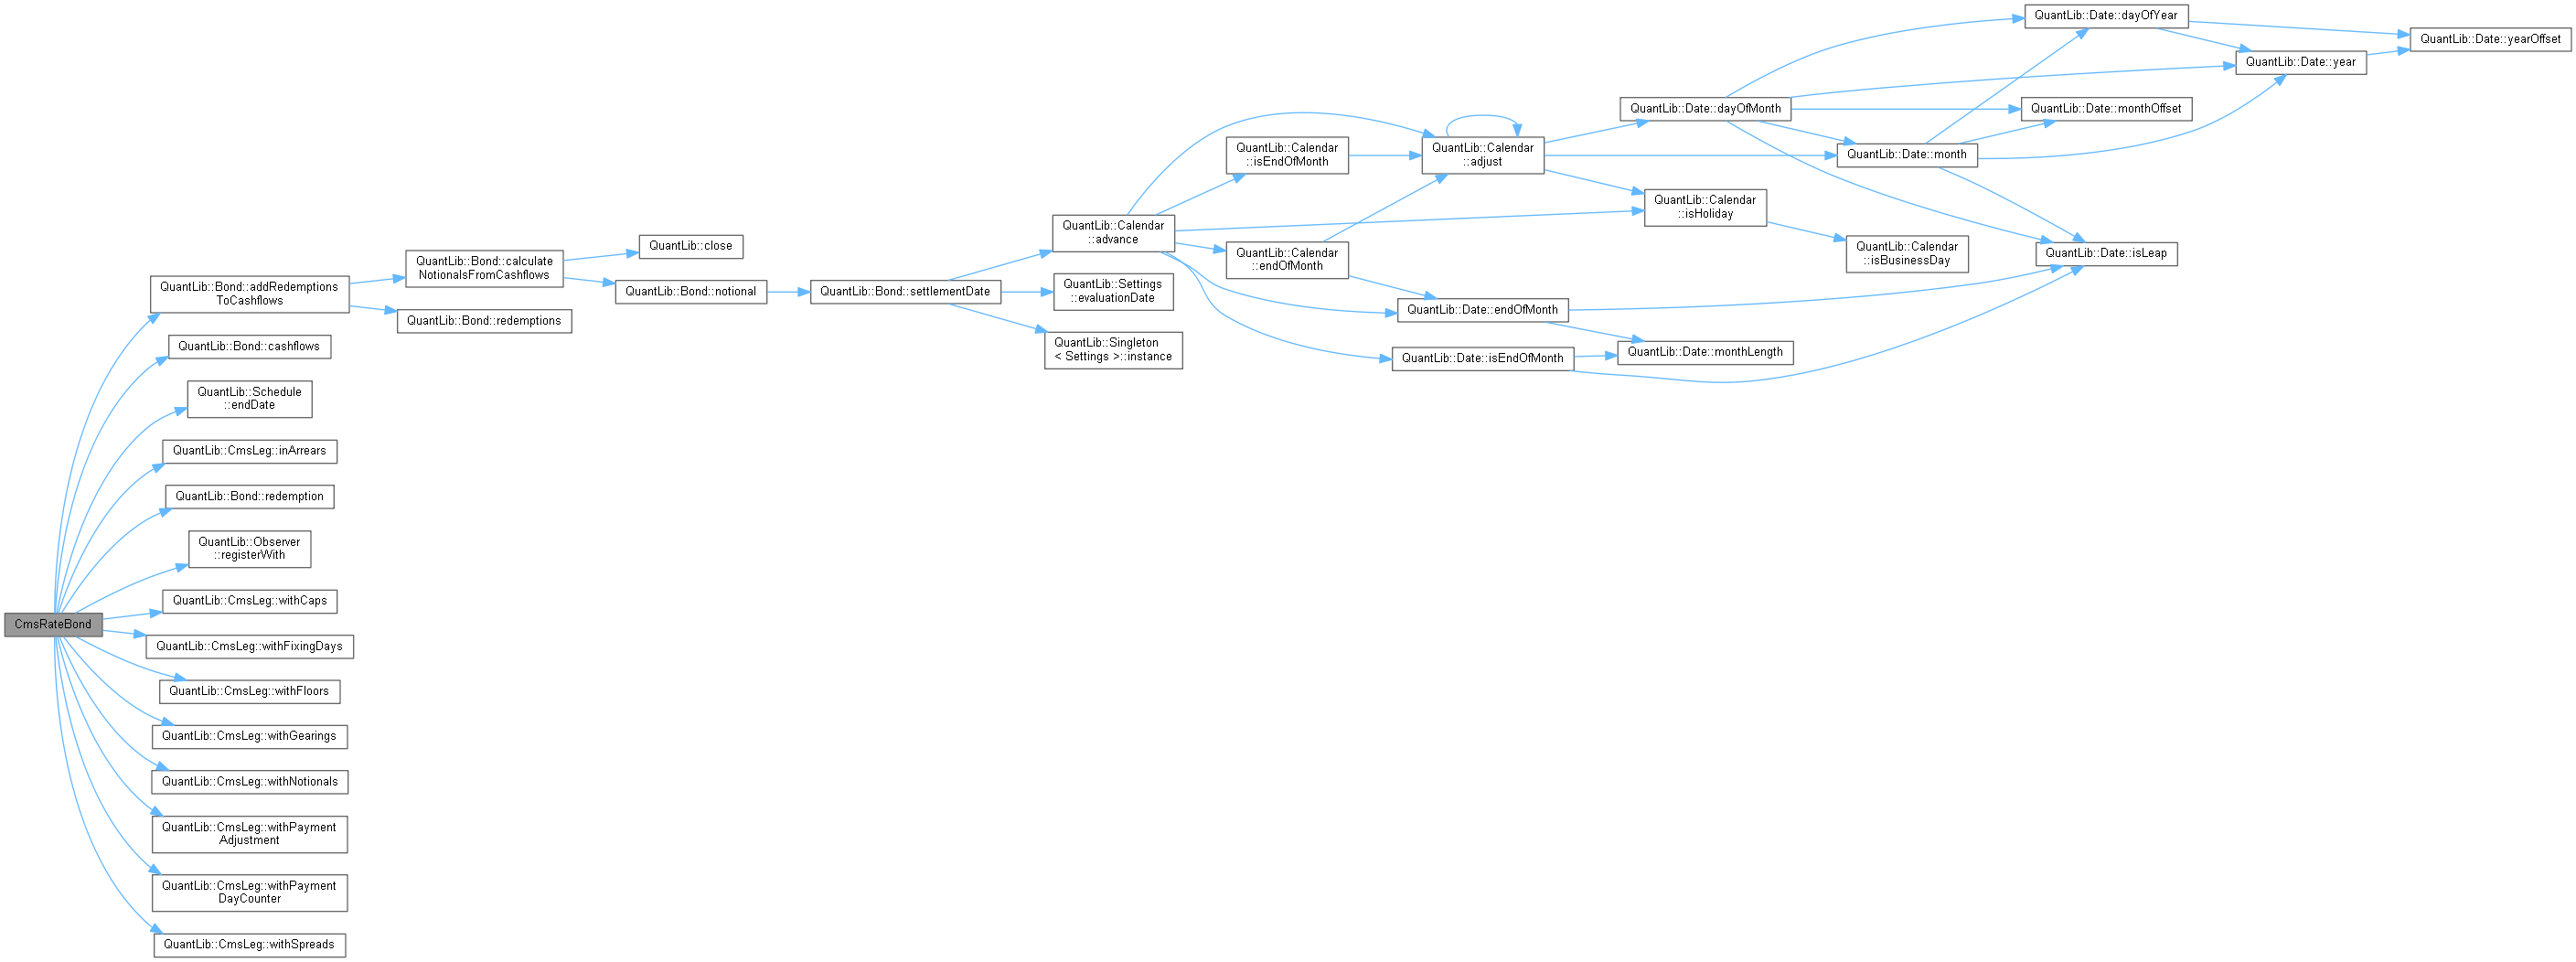 CmsRateBond
QuantLib::Bond::addRedemptions
ToCashflows
QuantLib::Bond::cashflows
QuantLib::Schedule
::endDate
QuantLib::CmsLeg::inArrears
QuantLib::Bond::redemption
QuantLib::Observer
::registerWith
QuantLib::CmsLeg::withCaps
QuantLib::CmsLeg::withFixingDays
QuantLib::CmsLeg::withFloors
QuantLib::CmsLeg::withGearings
QuantLib::CmsLeg::withNotionals
QuantLib::CmsLeg::withPayment
Adjustment
QuantLib::CmsLeg::withPayment
DayCounter
QuantLib::CmsLeg::withSpreads
QuantLib::Bond::calculate
NotionalsFromCashflows
QuantLib::Bond::redemptions
QuantLib::close
QuantLib::Bond::notional
QuantLib::Bond::settlementDate
QuantLib::Calendar
::advance
QuantLib::Settings
::evaluationDate
QuantLib::Singleton
< Settings >::instance
QuantLib::Calendar
::isEndOfMonth
QuantLib::Calendar
::endOfMonth
QuantLib::Calendar
::adjust
QuantLib::Date::endOfMonth
QuantLib::Date::isEndOfMonth
QuantLib::Date::dayOfMonth
QuantLib::Calendar
::isHoliday
QuantLib::Date::monthLength
QuantLib::Date::month
QuantLib::Calendar
::isBusinessDay
QuantLib::Date::dayOfYear
QuantLib::Date::monthOffset
QuantLib::Date::isLeap
QuantLib::Date::year
QuantLib::Date::yearOffset